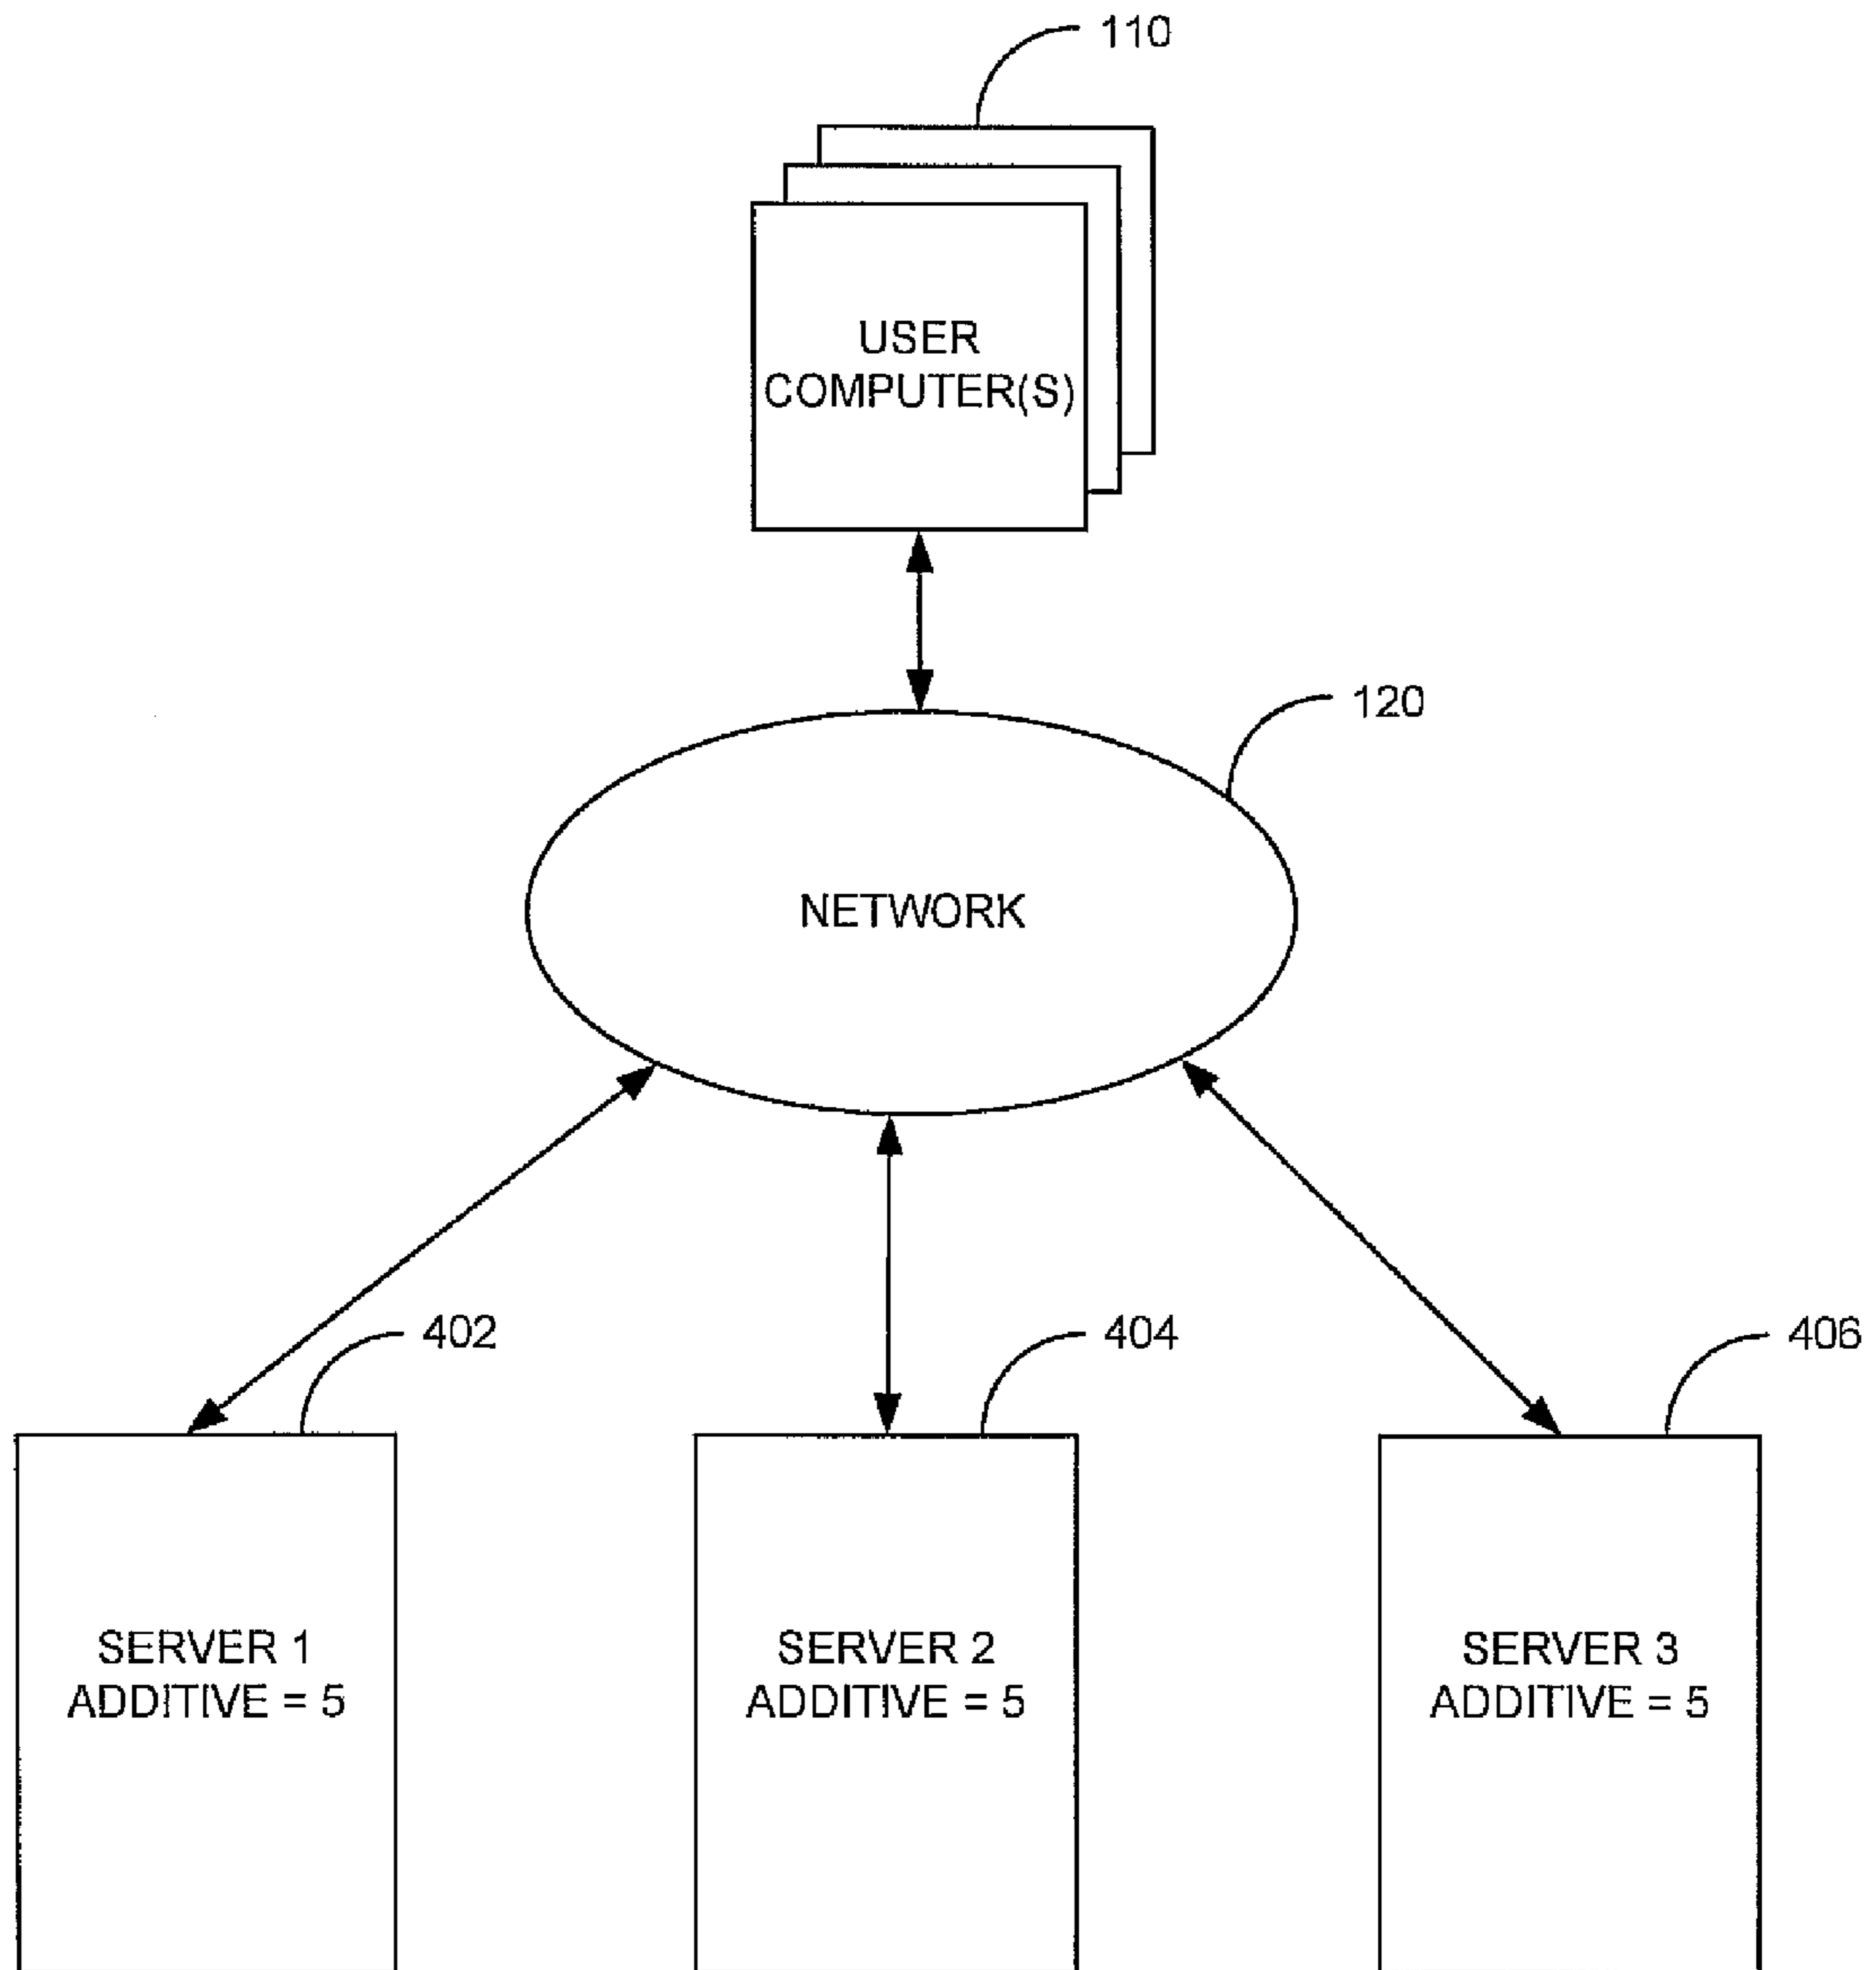 110
USER
COMPUTER(S)
120
NETWORK
402
404
406
SERVER 1
ADDITIVE = 5
SERVER 2
ADDITIVE = 5
SERVER 3
ADDITIVE = 5